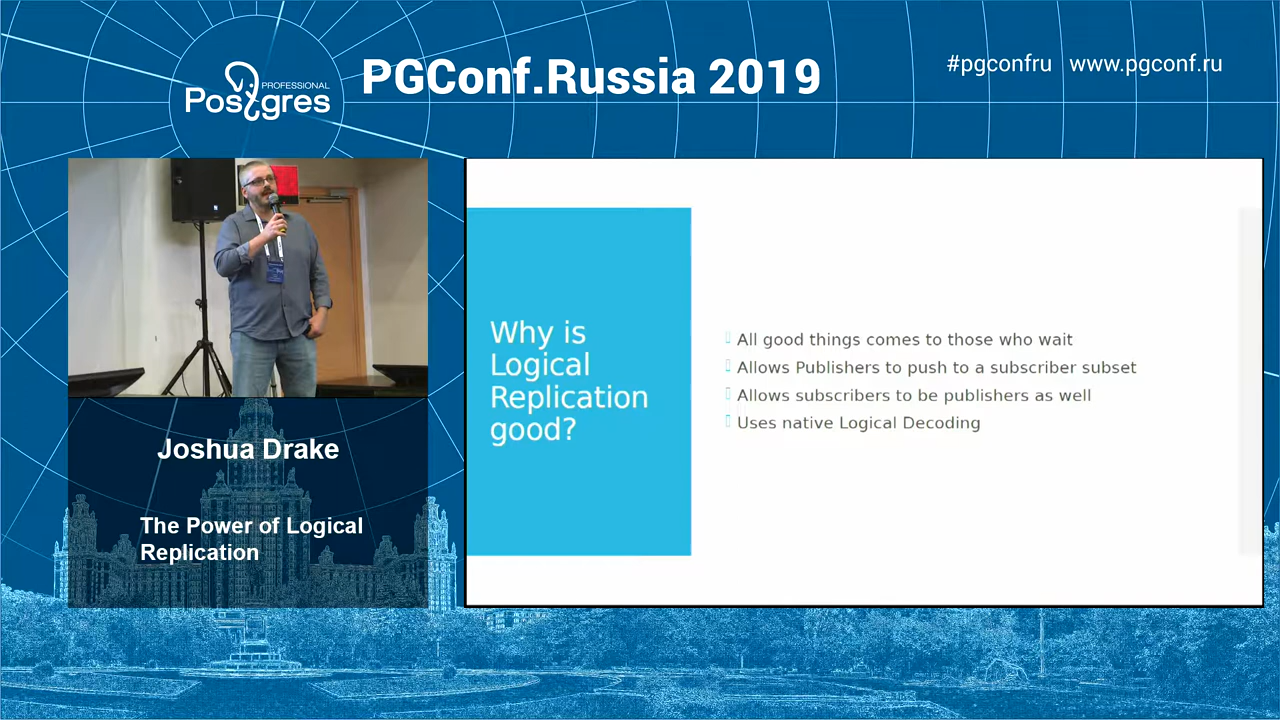 PROFESSIONAL
Postgres
PGConf.Russia 2019
#pgconfru www.pgconf.ru
Joshua Drake
The Power of Logical
Replication
Why is
Logical
Replication
good?
All good things comes to those who wait
Allows Publishers to push to a subscriber subset
Allows subscribers to be publishers as well
Uses native Logical Decoding